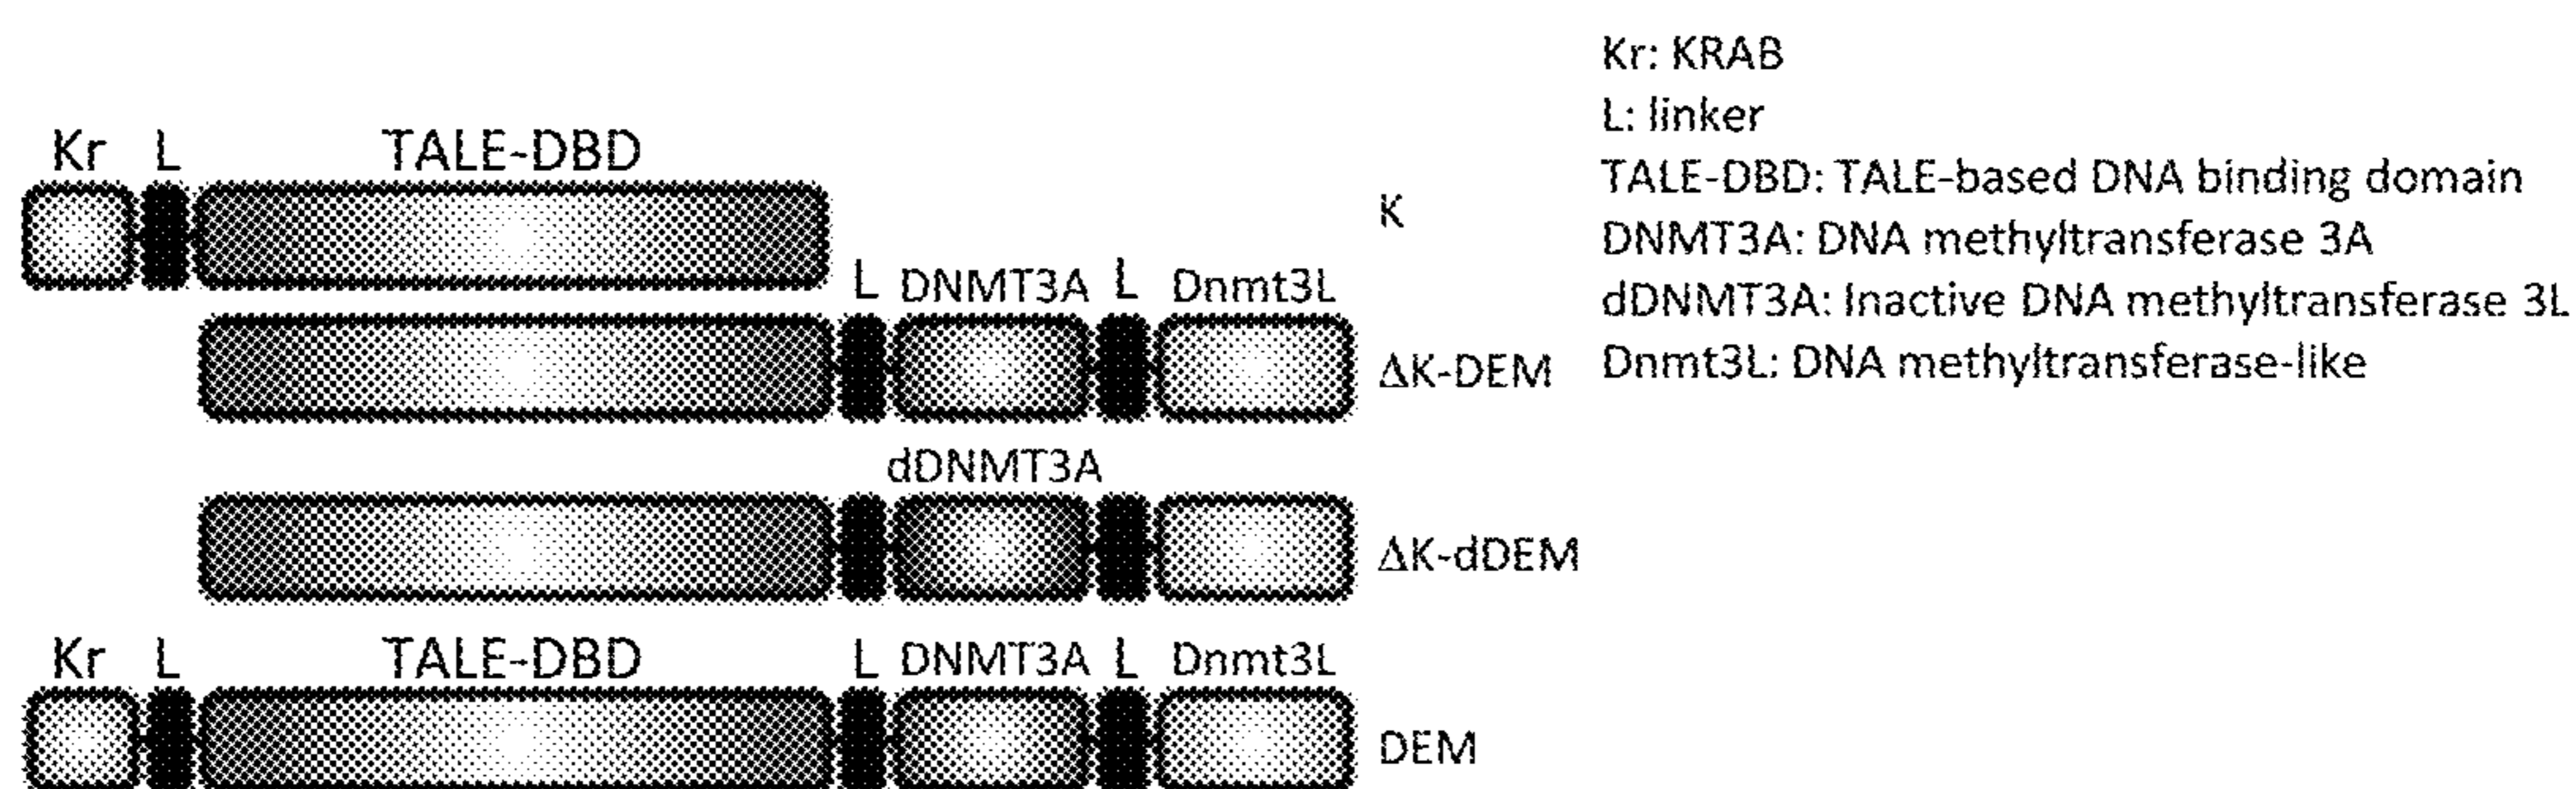 Kr L TALE-DBD
K
L DNMT3A L Dnmt3L
ΔK-DEM
dDNMT3A
ΔK-dDEM
Kr L TALE-DBD L DNMT3A L Dnmt3L
DEM
Kr: KRAB
L: linker
TALE-DBD: TALE-based DNA binding domain
DNMT3A: DNA methyltransferase 3A
dDNMT3A: Inactive DNA methyltransferase 3L
Dnmt3L: DNA methyltransferase-like